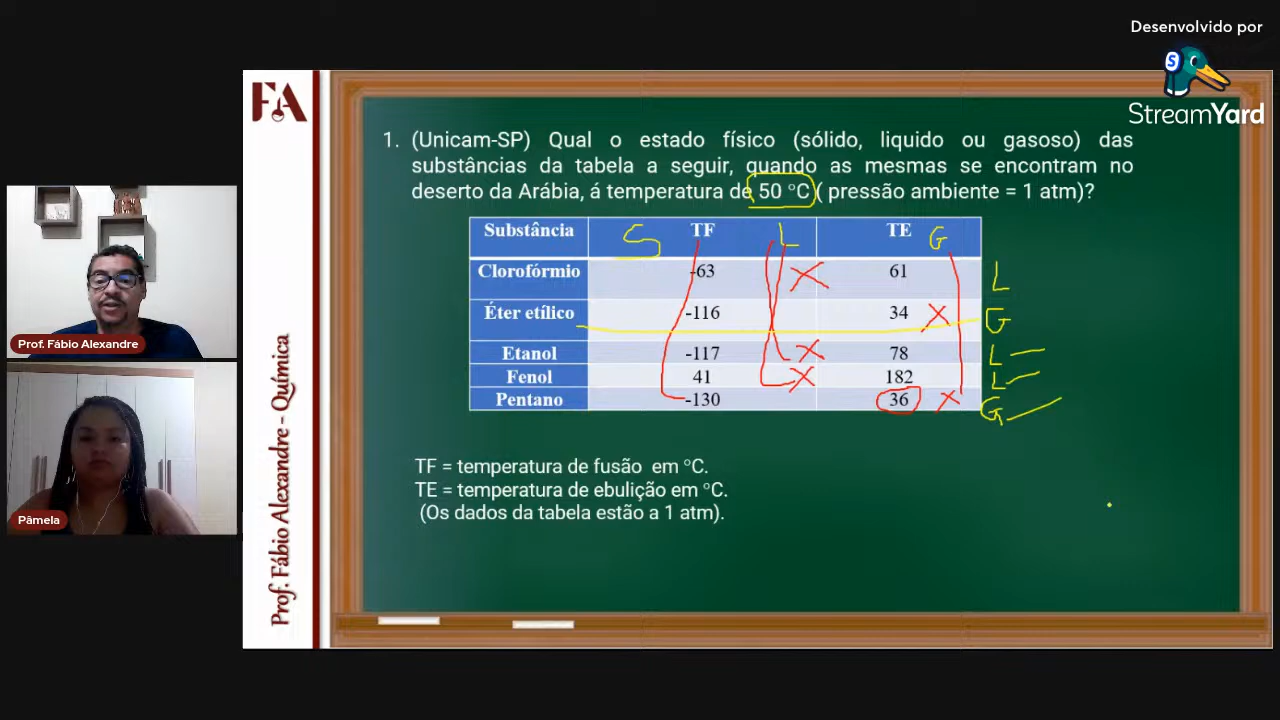 Desenvolvido por
StreamYard
FA
1. (Unicam-SP) Qual o estado físico (sólido, liquido ou gasoso) das
substâncias da tabela a seguir, quando as mesmas se encontram no
deserto da Arábia, á temperatura de 50 °C ( pressão ambiente = 1 atm)?
Substância S TF L TE G
Clorofórmio -63 X 61 L
Éter etílico -116 34 X G
Etanol -117 X 78 L
Fenol 41 X 182 L
Pentano -130 36 X G
TF = temperatura de fusão em °C.
TE = temperatura de ebulição em °C.
(Os dados da tabela estão a 1 atm).
Prof. Fábio Alexandre - Química
Prof. Fábio Alexandre
Pâmela